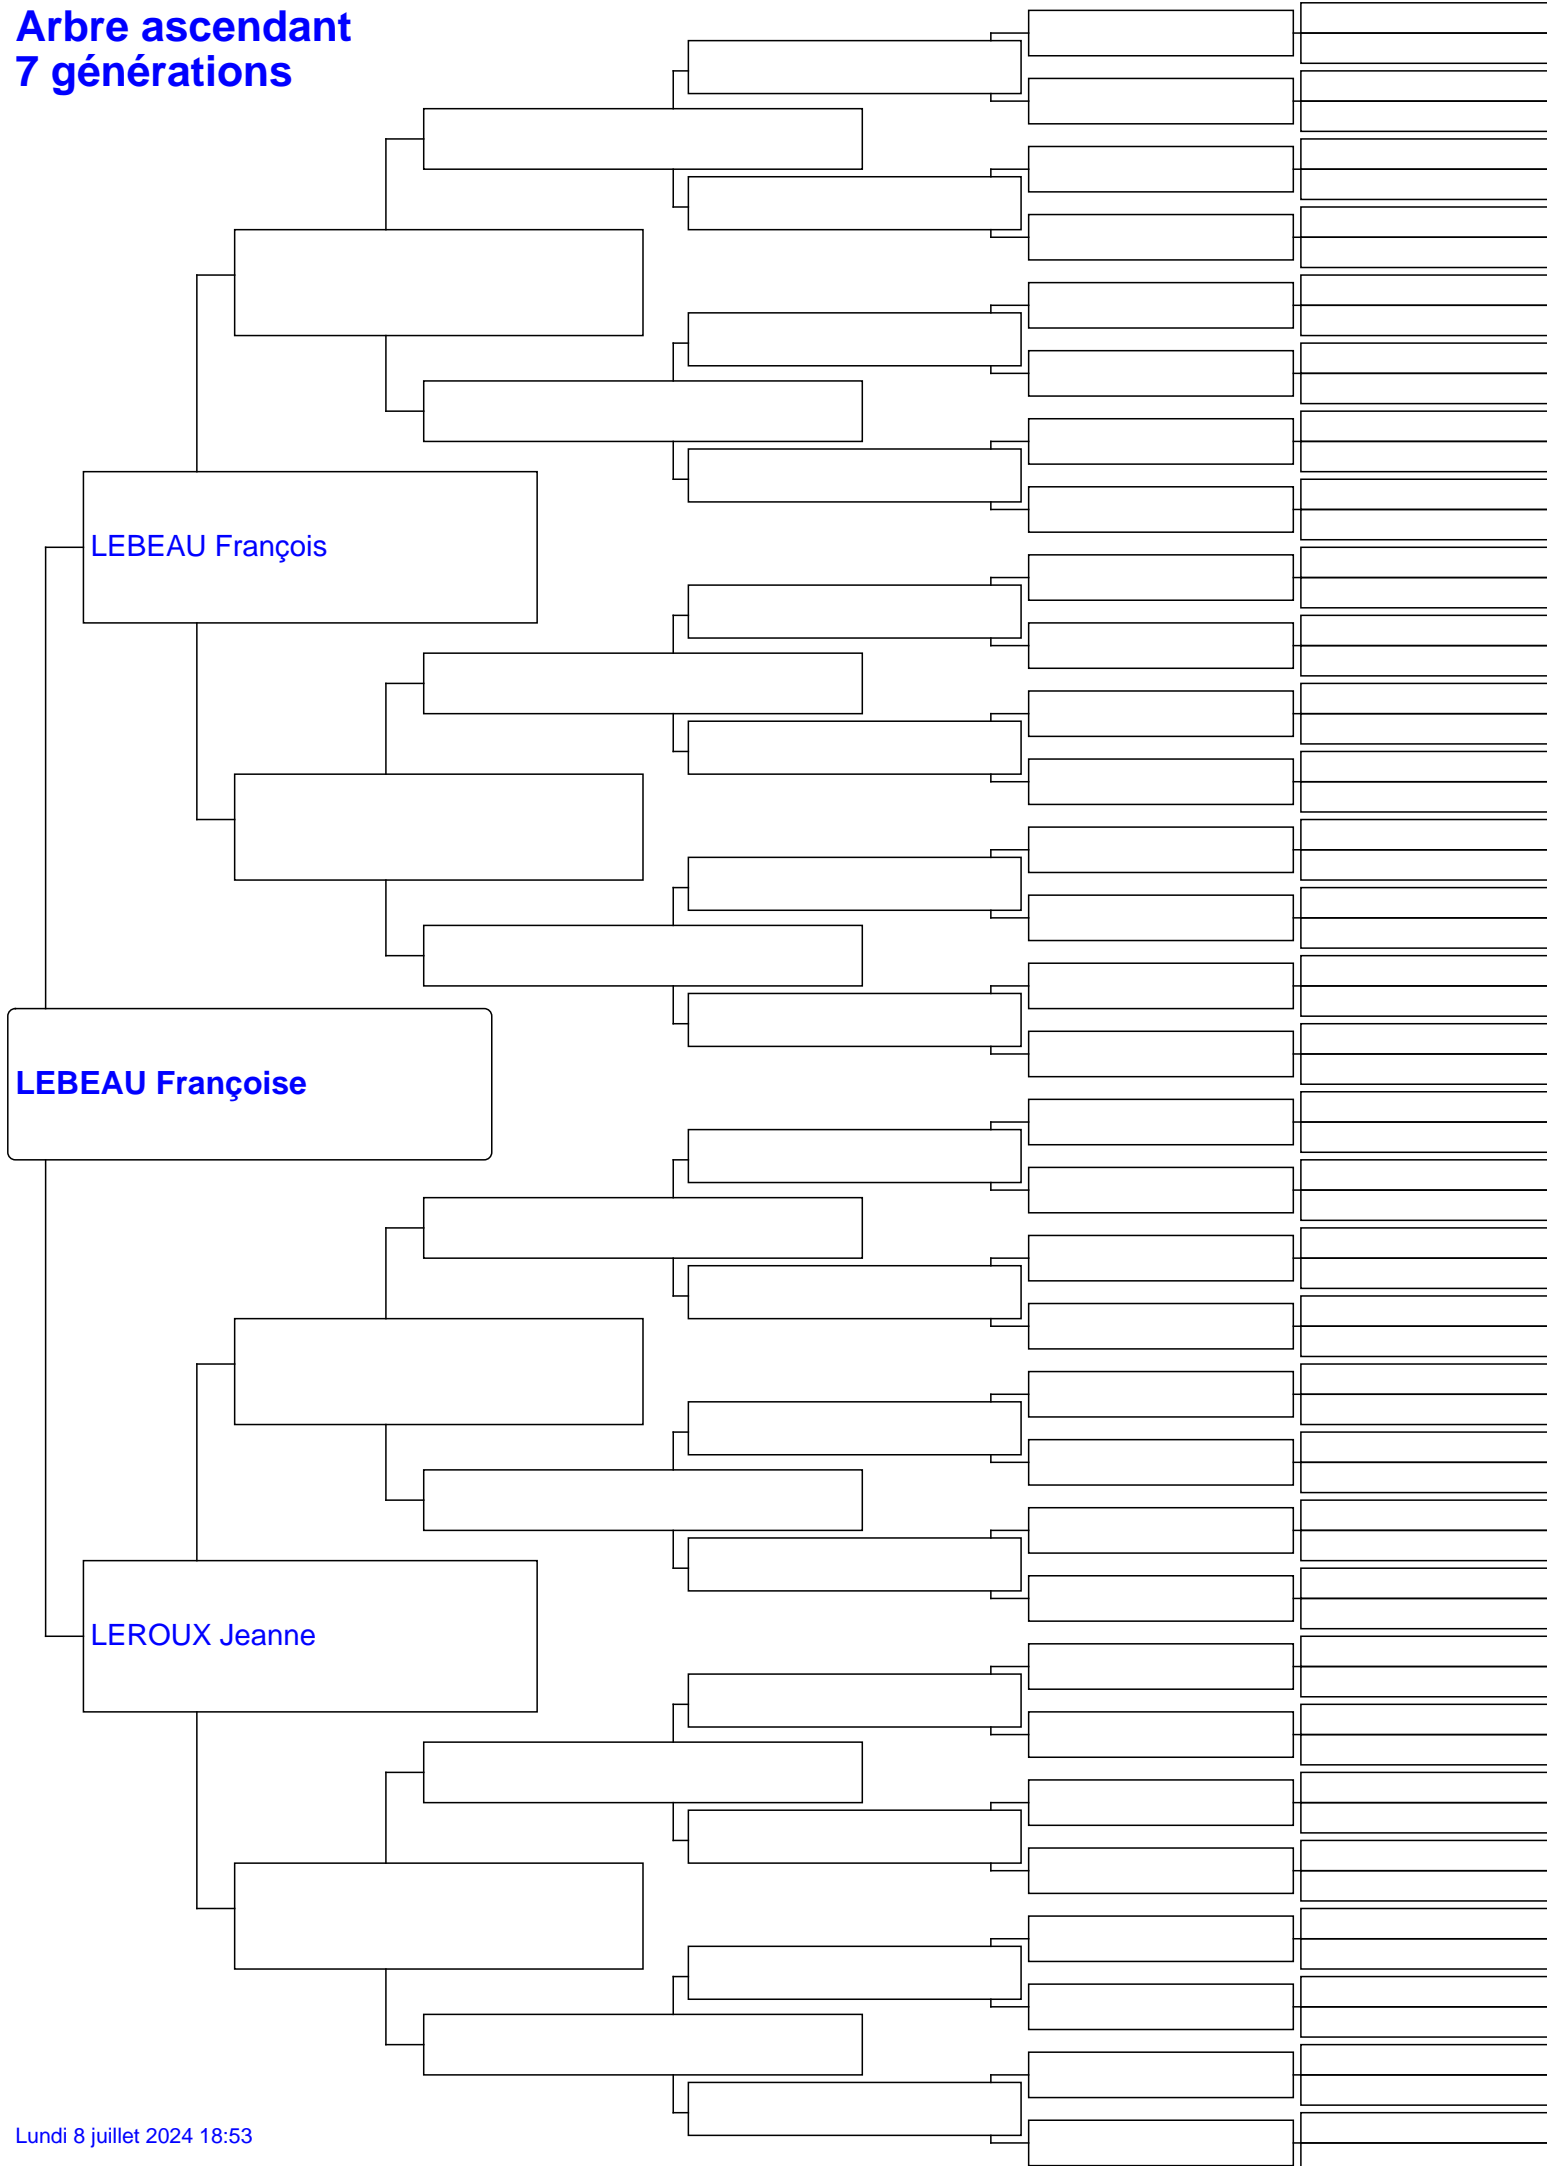 Arbre ascendant
7 générations
LEBEAU François
LEBEAU Françoise
LEROUX Jeanne
Lundi 8 juillet 2024 18:53